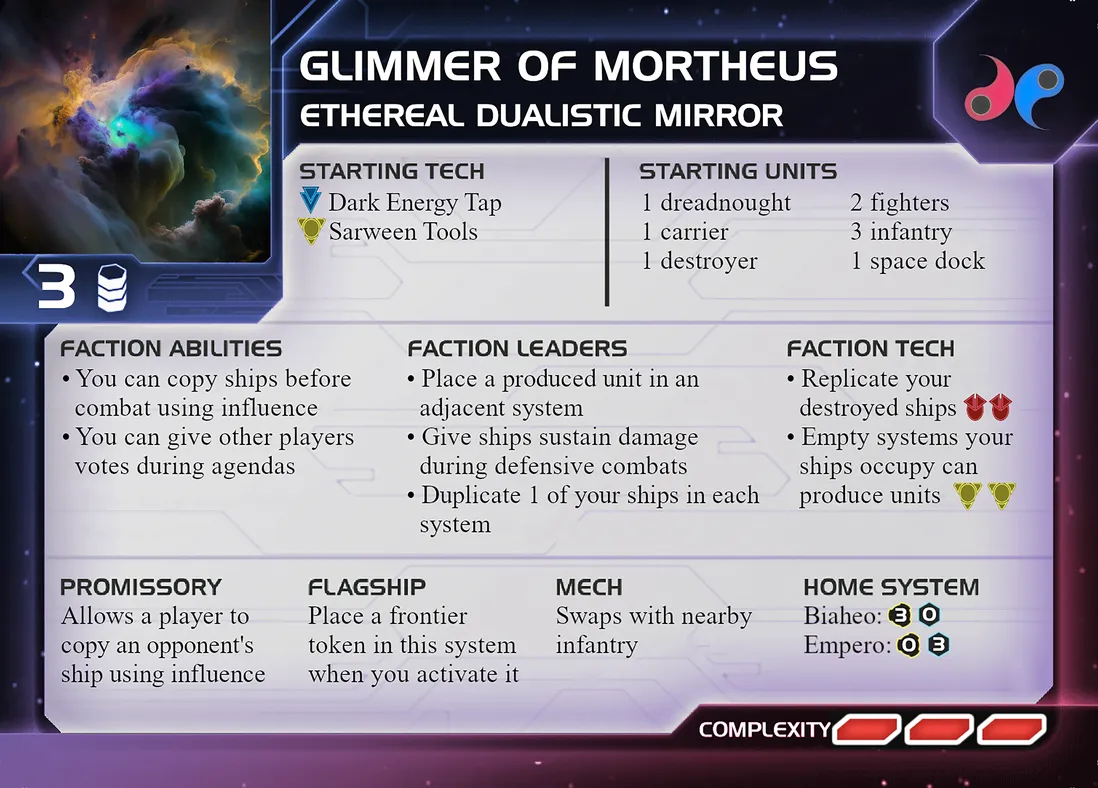 GLIMMER OF MORTHEUS
ETHEREAL DUALISTIC MIRROR
STARTING TECH
Dark Energy Tap
Sarween Tools
STARTING UNITS
1 dreadnought
1 carrier
1 destroyer
2 fighters
3 infantry
1 space dock
3
FACTION ABILITIES
• You can copy ships before
combat using influence
• You can give other players
votes during agendas
FACTION LEADERS
• Place a produced unit in an
adjacent system
• Give ships sustain damage
during defensive combats
• Duplicate 1 of your ships in each
system
FACTION TECH
• Replicate your
destroyed ships
• Empty systems your
ships occupy can
produce units
PROMISSORY
Allows a player to
copy an opponent's
ship using influence
FLAGSHIP
Place a frontier
token in this system
when you activate it
MECH
Swaps with nearby
infantry
HOME SYSTEM
Biaheo: 3 0
Empero: 0 3
COMPLEXITY